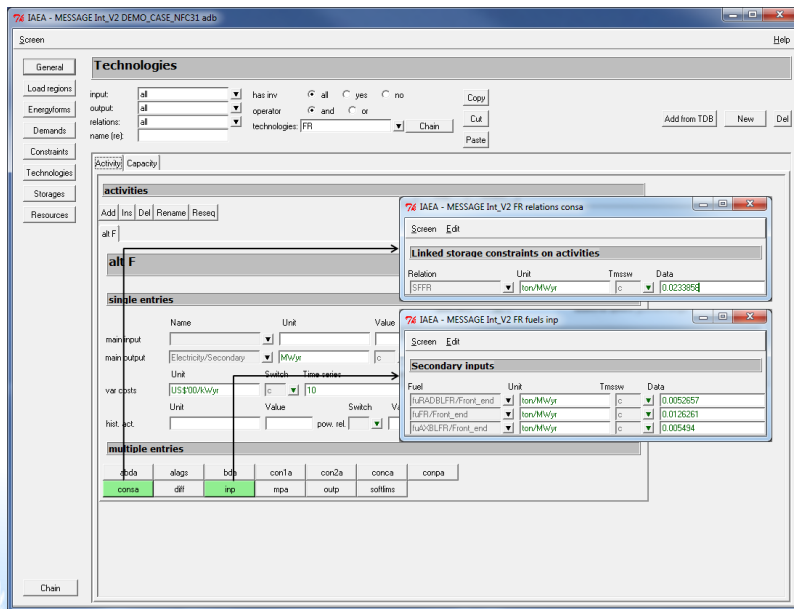 IAEA - MESSAGE Int_V2 DEMO_CASE_NFC31 adb
Screen Help
General
Load regions
Energyforms
Demands
Constraints
Technologies
Storages
Resources
Chain
Technologies
input: all has inv all yes no Copy
output: all operator and or Cut
relations: all technologies: FR Chain Paste
name (re):
Add from TDB New Del
Activity Capacity
activities
Add Ins Del Rename Reseq
alt F
alt F
single entries
Name Unit Value
main input
main putput Electricity/Secondary MWyr c
Unit Switch Time series
var costs US$'00/kWyr c 10
Unit Value Switch Va
hist. act. pow. rel.
multiple entries
abda alags bda con1a con2a conca conpa
consa diff inp mpa outp softlims
IAEA - MESSAGE Int_V2 FR relations consa
Screen Edit
Linked storage constraints on activities
Relation Unit Tmssw Data
SFFR ton/MWyr c 0.0233858
IAEA - MESSAGE Int_V2 FR fuels inp
Screen Edit
Secondary inputs
Fuel Unit Tmssw Data
fuRADBLFR/Front_end ton/MWyr c 0.0052657
fuFR/Front_end ton/MWyr c 0.0126261
fuAXBLFR/Front_end ton/MWyr c 0.005494